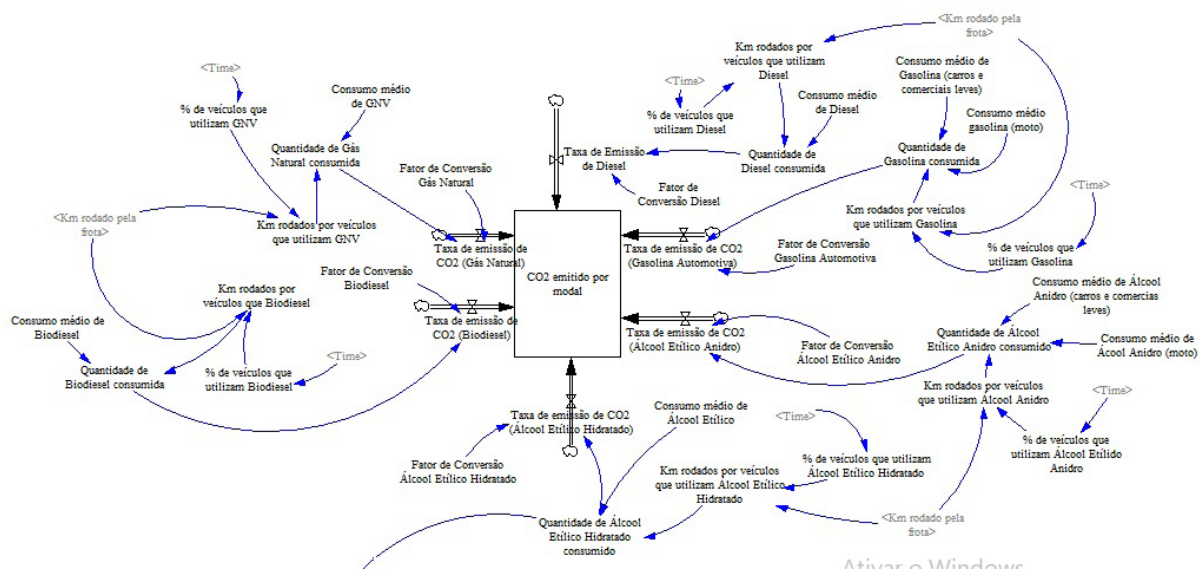 <Km rodado pela
frota>
Km rodados por
veículos que utilizam
Diesel
Consumo médio de
Gasolina (carros e
comerciais leves)
<Time>
<Time>
Consumo médio
de GNV
% de veículos que
utilizam GNV
% de veículos que
utilizam Diesel
Consumo médio
de Diesel
Consumo médio
gasolina (moto)
Quantidade de Gás
Natural consumida
Taxa de Emissão
de Diesel
Quantidade de
Diesel consumida
Quantidade de
Gasolina consumida
Fator de Conversão
Gás Natural
Fator de
Conversão Diesel
<Time>
<Km rodado pela
frota>
Km rodados por veículos
que utilizam GNV
Km rodados por veículos
que utilizam Gasolina
Taxa de emissão de
CO2 (Gás Natural)
Taxa de emissão de CO2
(Gasolina Automotiva)
Fator de Conversão
Gasolina Automotiva
% de veículos que
utilizam Gasolina
Fator de Conversão
Biodiesel
CO2 emitido por
modal
Km rodados por
veículos que Biodiesel
Consumo médio de Álcool
Anidro (carros e comercias
leves)
Consumo médio de
Biodiesel
Taxa de emissão de
CO2 (Biodiesel)
Taxa de emissão de CO2
(Álcool Etílico Anidro)
Fator de Conversão
Álcool Etílico Anidro
Quantidade de Álcool
Etílico Anidro consumido
Consumo médio de
Acool Anidro (moto)
<Time>
Quantidade de
Biodiesel consumida
% de veículos que
utilizam Biodiesel
Km rodados por veículos
que utilizam Álcool Anidro
<Time>
Taxa de emissão de CO2
(Álcool Etílico Hidratado)
Consumo médio de
Álcool Etílico
<Time>
% de veículos que
utilizam Álcool Etílido
Anidro
Fator de Conversão
Álcool Etílico Hidratado
Km rodados por veículos
que utilizam Álcool Etílico
Hidratado
% de veículos que utilizam
Álcool Etílico Hidratado
<Km rodado pela
frota>
Quantidade de Álcool
Etílico Hidratado
consumido
Ativar o Windows